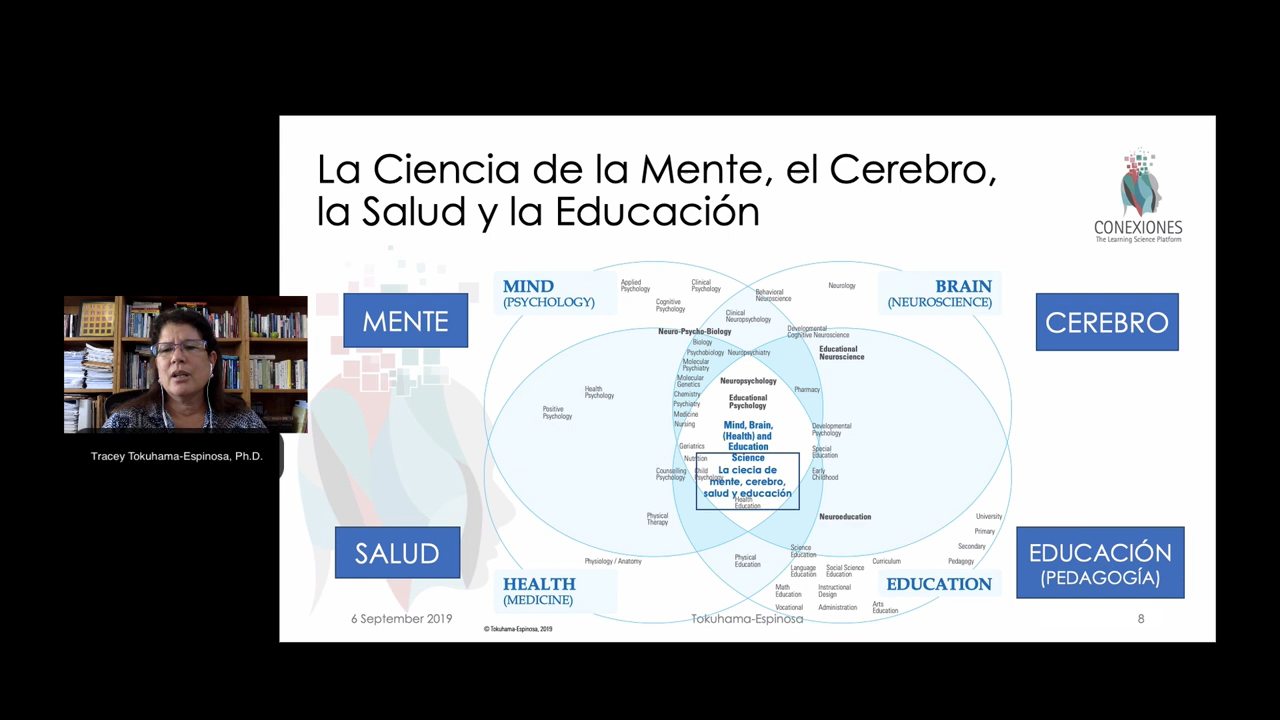 La Ciencia de la Mente, el Cerebro,
la Salud y la Educación
CONEXIONES
The Learning Science Platform
MENTE
MIND
(PSYCHOLOGY)
Applied
Psychology
Clinical
Psychology
Cognitive
Psychology
Behavioral
Neuroscience
Neurology
BRAIN
(NEUROSCIENCE)
CEREBRO
Clinical
Neuropsychology
Neuro-Psycho-Biology
Developmental
Cognitive Neuroscience
Biology
Psychobiology
Neuropsychiatry
Educational
Neuroscience
Molecular
Psychiatry
Molecular
Genetics
Neuropsychology
Chemistry
Pharmacy
Health
Psychology
Educational
Psychology
Psychiatry
Positive
Psychology
Medicine
Nursing
Mind, Brain,
(Health) and
Education
Science
Developmental
Psychology
Geriatrics
Nutrition
Special
Education
Counselling
Psychology
Child
Psychology
La ciecia de
mente, cerebro,
salud y educación
Early
Childhood
Health
Education
Tracey Tokuhama-Espinosa, Ph.D.
Physical
Therapy
Neuroeducation
University
Primary
Secondary
Pedagogy
SALUD
Physiology / Anatomy
Physical
Education
Science
Education
Language
Education
Social Science
Education
Curriculum
HEALTH
(MEDICINE)
Math
Education
Instructional
Design
EDUCATION
EDUCACIÓN
(PEDAGOGÍA)
Vocational
Administration
Arts
Education
6 September 2019
Tokuhama-Espinosa
8
© Tokuhama-Espinosa, 2019